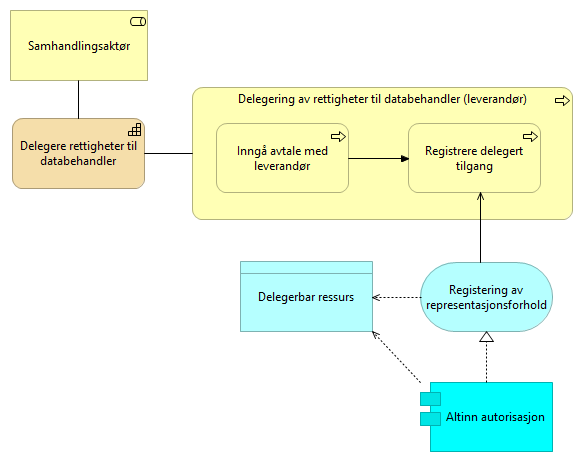 Samhandlingsaktør
Delegere rettigheter til
databehandler
Delegering av rettigheter til databehandler (leverandør)
Inngå avtale med
leverandør
Registrere delegert
tilgang
Delegerbar ressurs
Registering av
representasjonsforhold
Altinn autorisasjon